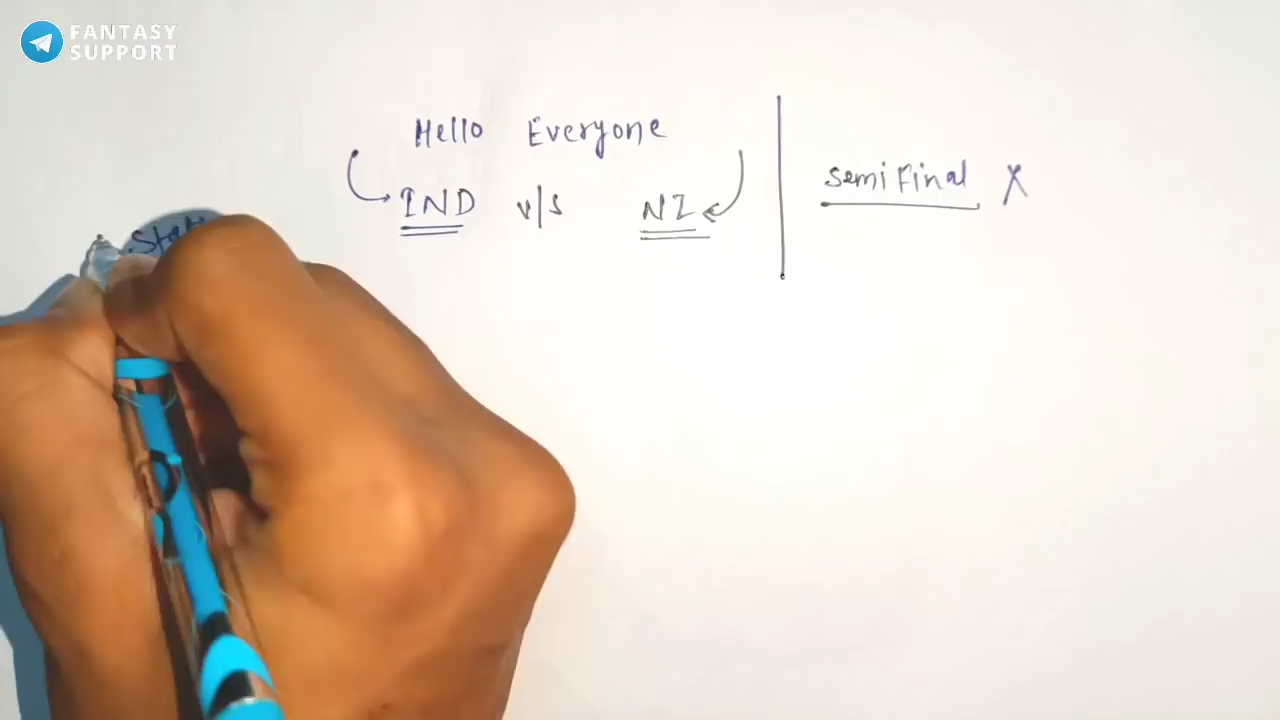 FANTASY
SUPPORT
Hello Everyone
IND v/s NZ
Semi Final X